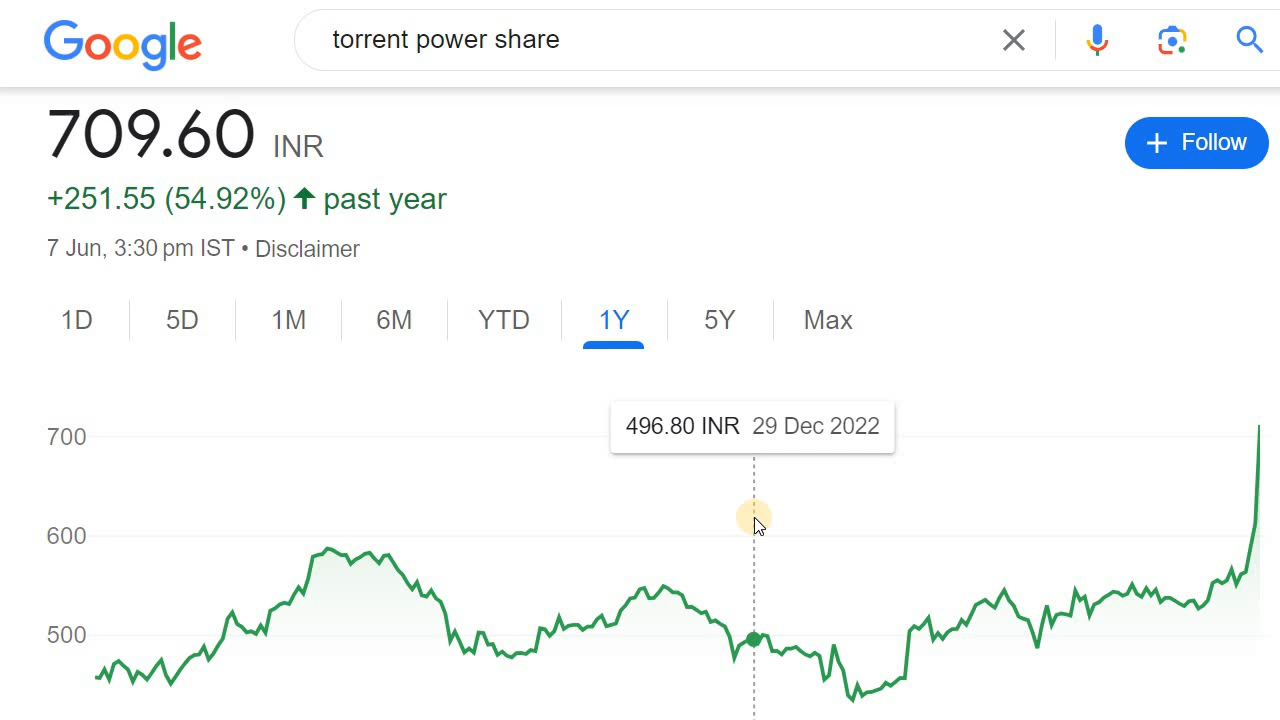 Google
torrent power share
709.60 INR
+ Follow
+251.55 (54.92%) ↑ past year
7 Jun, 3:30 pm IST • Disclaimer
1D 5D 1M 6M YTD 1Y 5Y Max
496.80 INR 29 Dec 2022
700
600
500